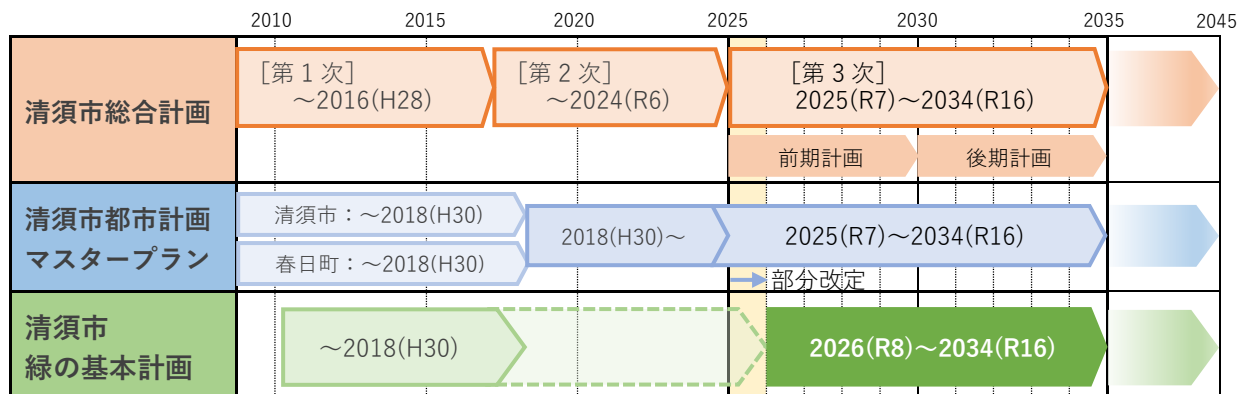 2010 2015 2020 2025 2030 2035 2045
清須市総合計画
[第1次]
～2016(H28)
[第2次]
～2024(R6)
[第3次]
2025(R7)～2034(R16)
前期計画
後期計画
清須市都市計画
マスタープラン
清須市：～2018(H30)
春日町：～2018(H30)
2018(H30)～
2025(R7)～2034(R16)
部分改定
清須市
緑の基本計画
～2018(H30)
2026(R8)～2034(R16)